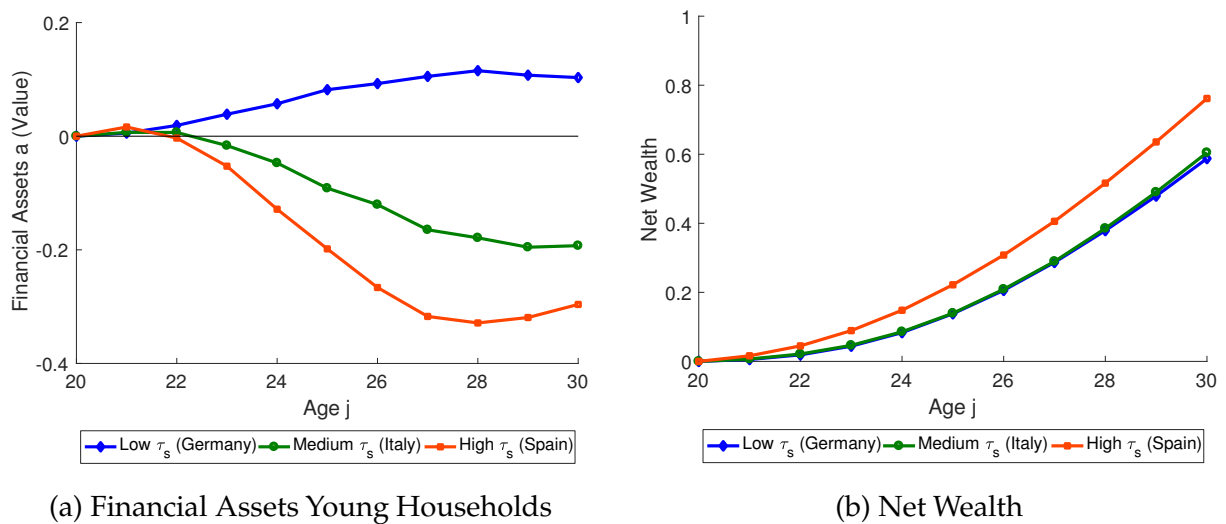 0.2
0
-0.2
-0.4
Financial Assets a (Value)
20 22 24 26 28 30
Age j
Low τs (Germany) Medium τs (Italy) High τs (Spain)
(a) Financial Assets Young Households
1
0.8
0.6
0.4
0.2
0
Net Wealth
20 22 24 26 28 30
Age j
Low τs (Germany) Medium τs (Italy) High τs (Spain)
(b) Net Wealth